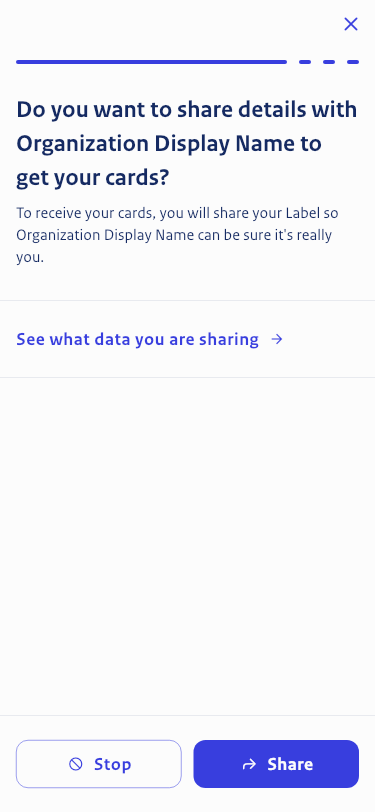 Do you want to share details with
Organization Display Name to
get your cards?
To receive your cards, you will share your Label so
Organization Display Name can be sure it's really
you.
See what data you are sharing
Stop
Share